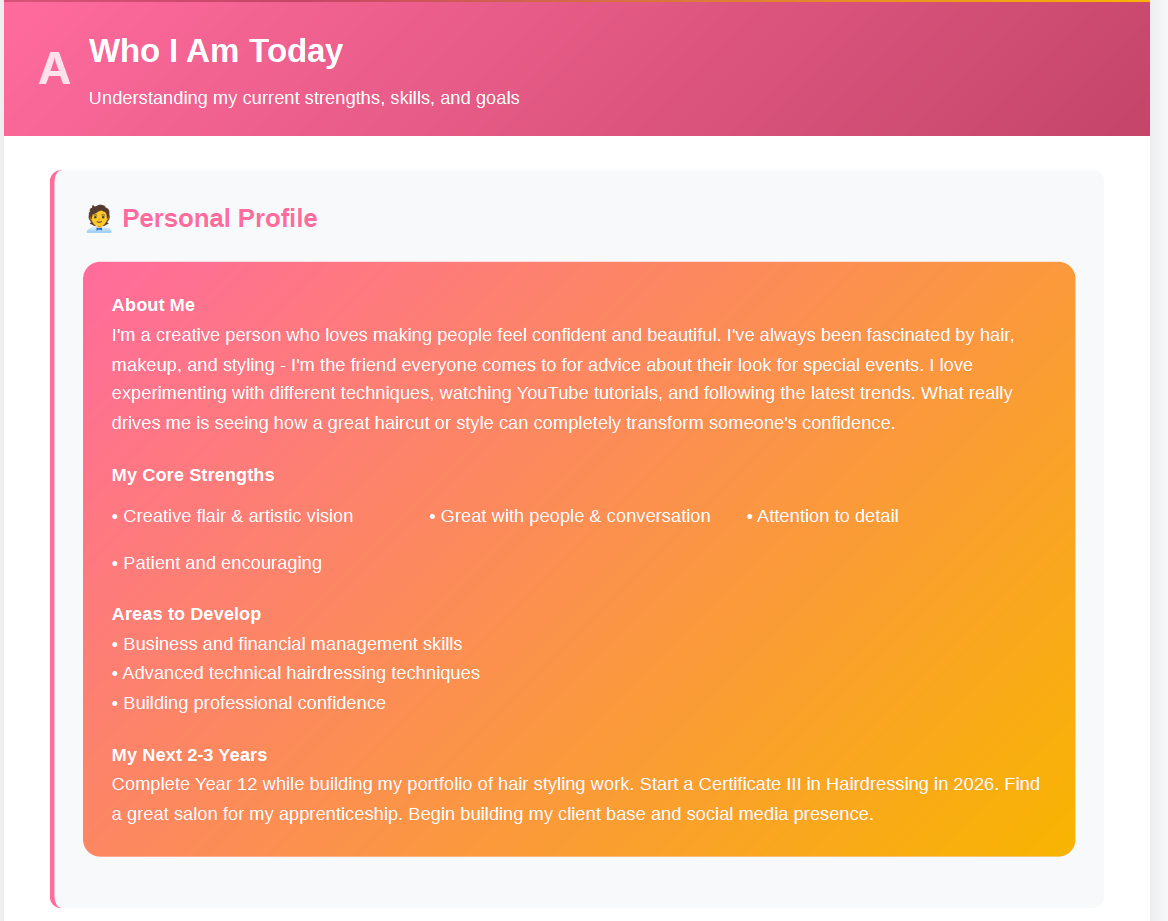 A
Who I Am Today
Understanding my current strengths, skills, and goals
Personal Profile
About Me
I'm a creative person who loves making people feel confident and beautiful. I've always been fascinated by hair,
makeup, and styling - I'm the friend everyone comes to for advice about their look for special events. I love
experimenting with different techniques, watching YouTube tutorials, and following the latest trends. What really
drives me is seeing how a great haircut or style can completely transform someone's confidence.
My Core Strengths
• Creative flair & artistic vision • Great with people & conversation • Attention to detail
• Patient and encouraging
Areas to Develop
• Business and financial management skills
• Advanced technical hairdressing techniques
• Building professional confidence
My Next 2-3 Years
Complete Year 12 while building my portfolio of hair styling work. Start a Certificate III in Hairdressing in 2026. Find
a great salon for my apprenticeship. Begin building my client base and social media presence.